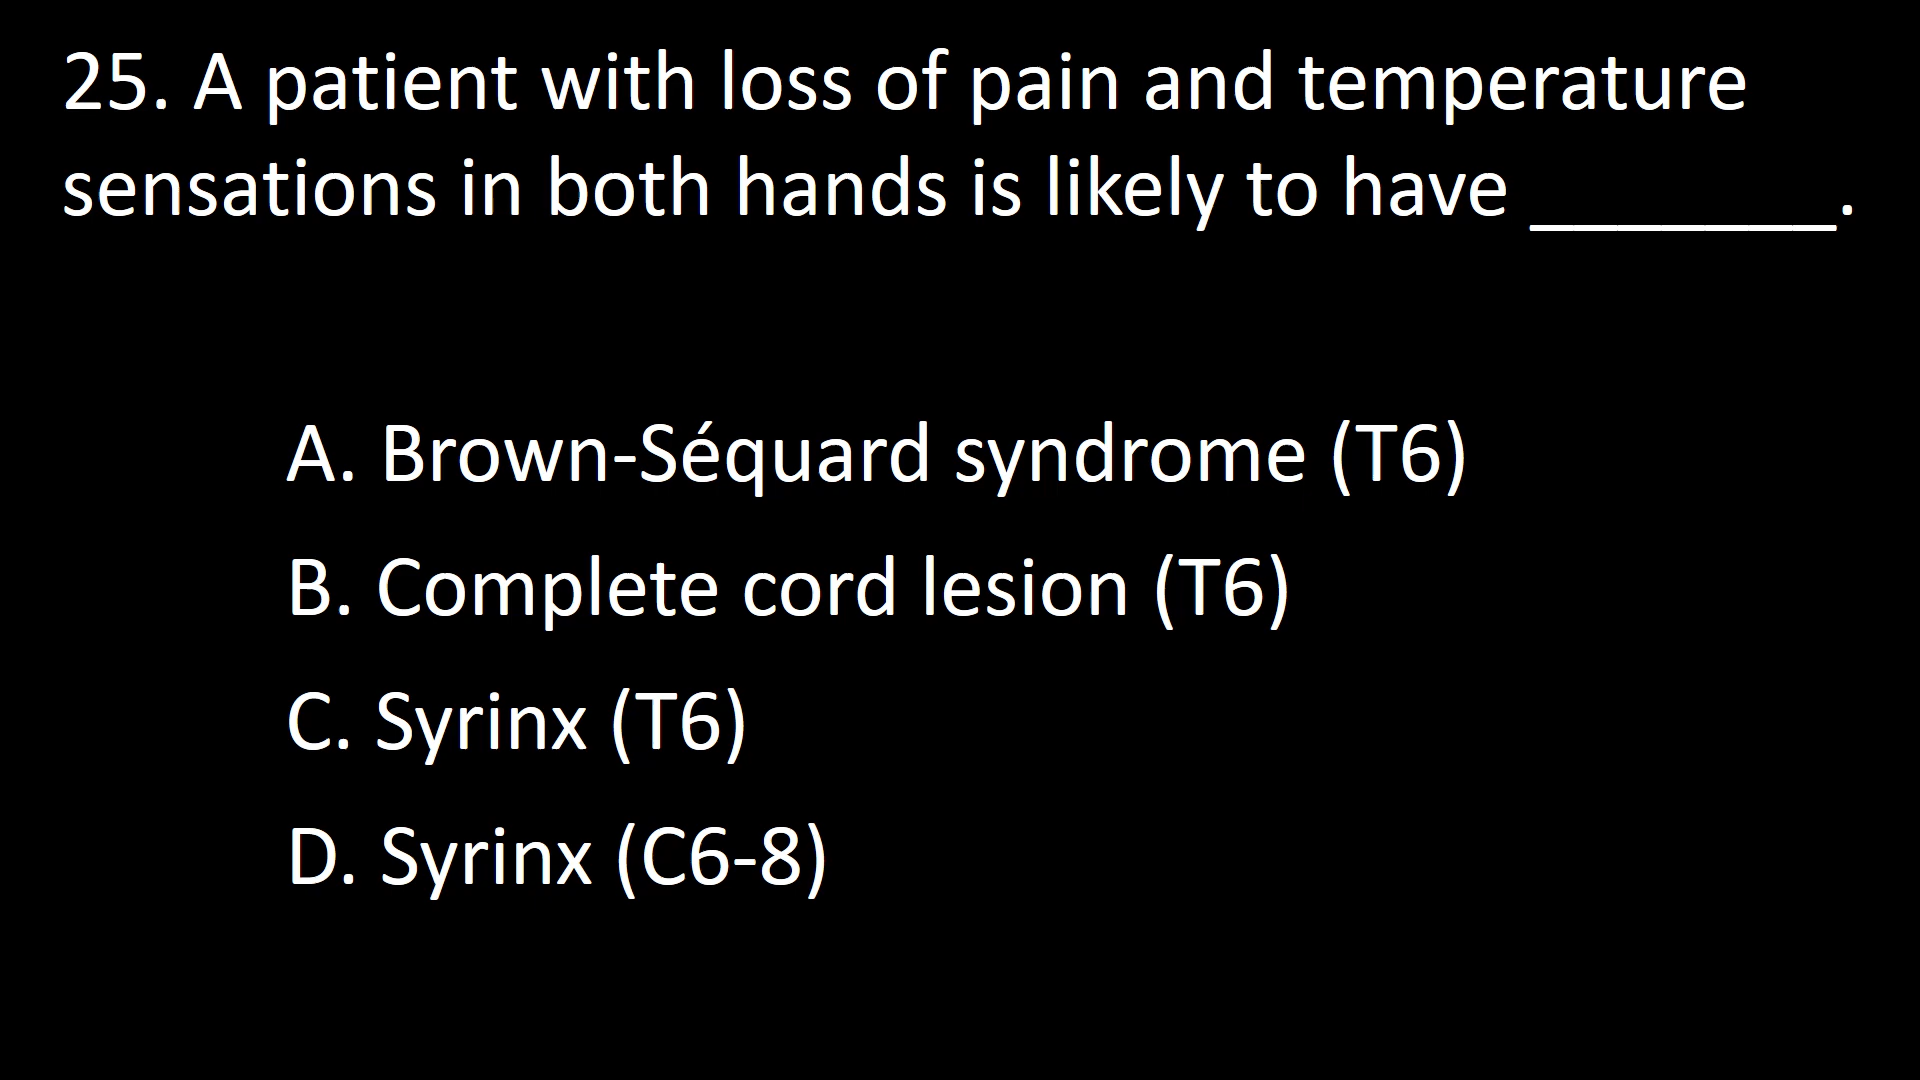 25. A patient with loss of pain and temperature
sensations in both hands is likely to have _______.
A. Brown-Séquard syndrome (T6)
B. Complete cord lesion (T6)
C. Syrinx (T6)
D. Syrinx (C6-8)